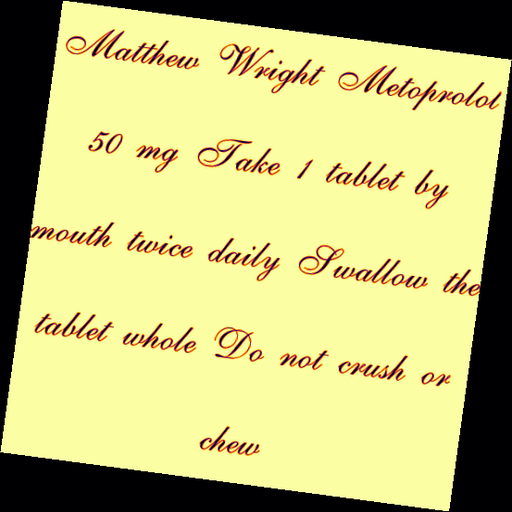 Matthew Wright Metoprolol
50 mg Take 1 tablet by
mouth twice daily Swallow the
tablet whole Do not crush or
chew